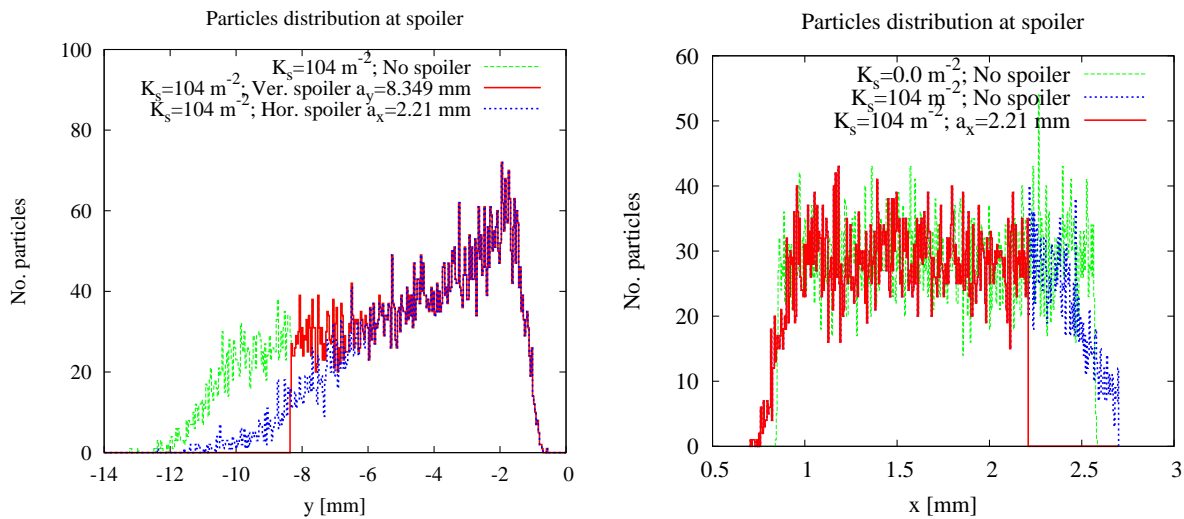 Particles distribution at spoiler
100
80
60
40
20
0
-14 -12 -10 -8 -6 -4 -2 0
No. particles
y [mm]
K_s=104 m^-2; No spoiler
K_s=104 m^-2; Ver. spoiler a_y=8.349 mm
K_s=104 m^-2; Hor. spoiler a_x=2.21 mm
Particles distribution at spoiler
60
50
40
30
20
10
0
0.5 1 1.5 2 2.5 3
No. particles
x [mm]
K_s=0.0 m^-2; No spoiler
K_s=104 m^-2; No spoiler
K_s=104 m^-2; a_x=2.21 mm